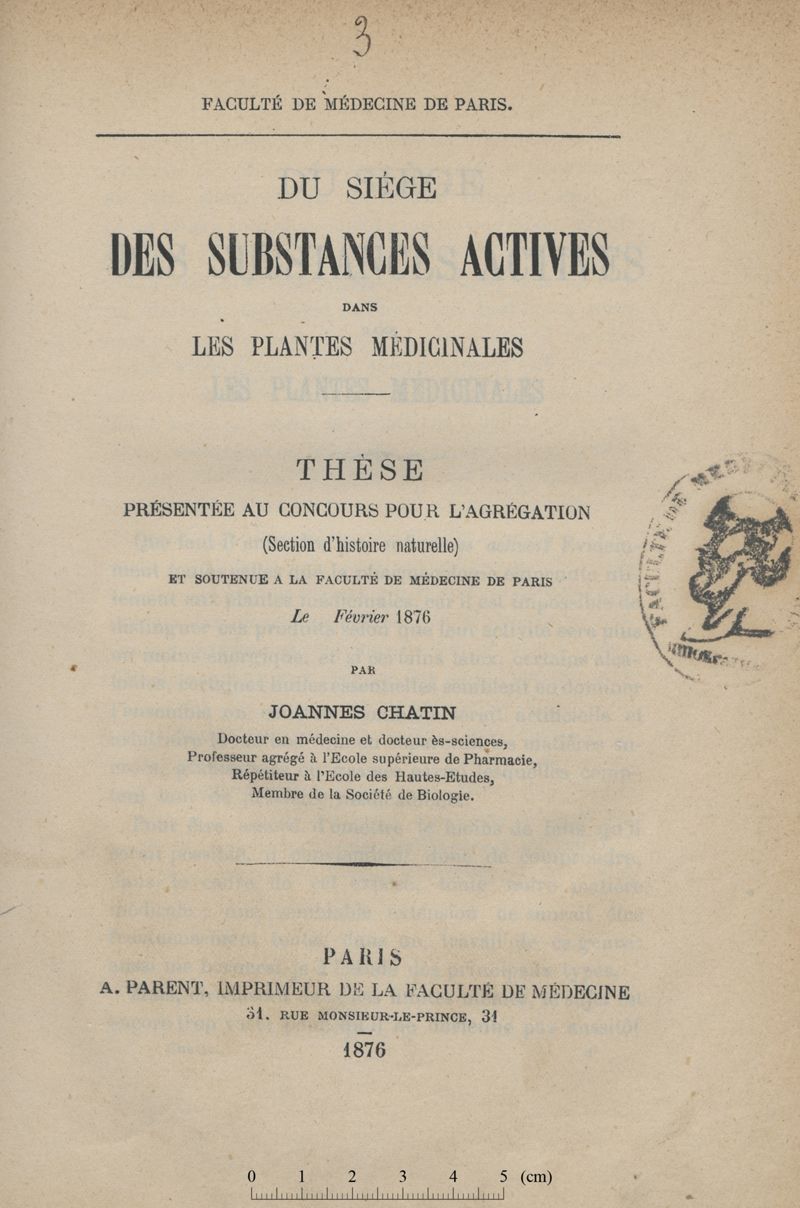 3
FACULTÉ DE MÉDECINE DE PARIS.
DU SIÉGE
DES SUBSTANCES ACTIVES
DANS
LES PLANTES MÉDICINALES
THÈSE
PRÉSENTÉE AU CONCOURS POUR L'AGRÉGATION
(Section d'histoire naturelle)
ET SOUTENUE A LA FACULTÉ DE MÉDECINE DE PARIS
Le Février 1876
PAR
JOANNES CHATIN
Docteur en médecine et docteur ès-sciences,
Professeur agrégé à l'Ecole supérieure de Pharmacie,
Répétiteur à l'Ecole des Hautes-Etudes,
Membre de la Société de Biologie.
FACULTÉ DE
PARIS
A. PARENT, IMPRIMEUR DE LA FACULTÉ DE MÉDECINE
31. RUE MONSIEUR-LE-PRINCE, 31
1876
0 1 2 3 4 5 (cm)